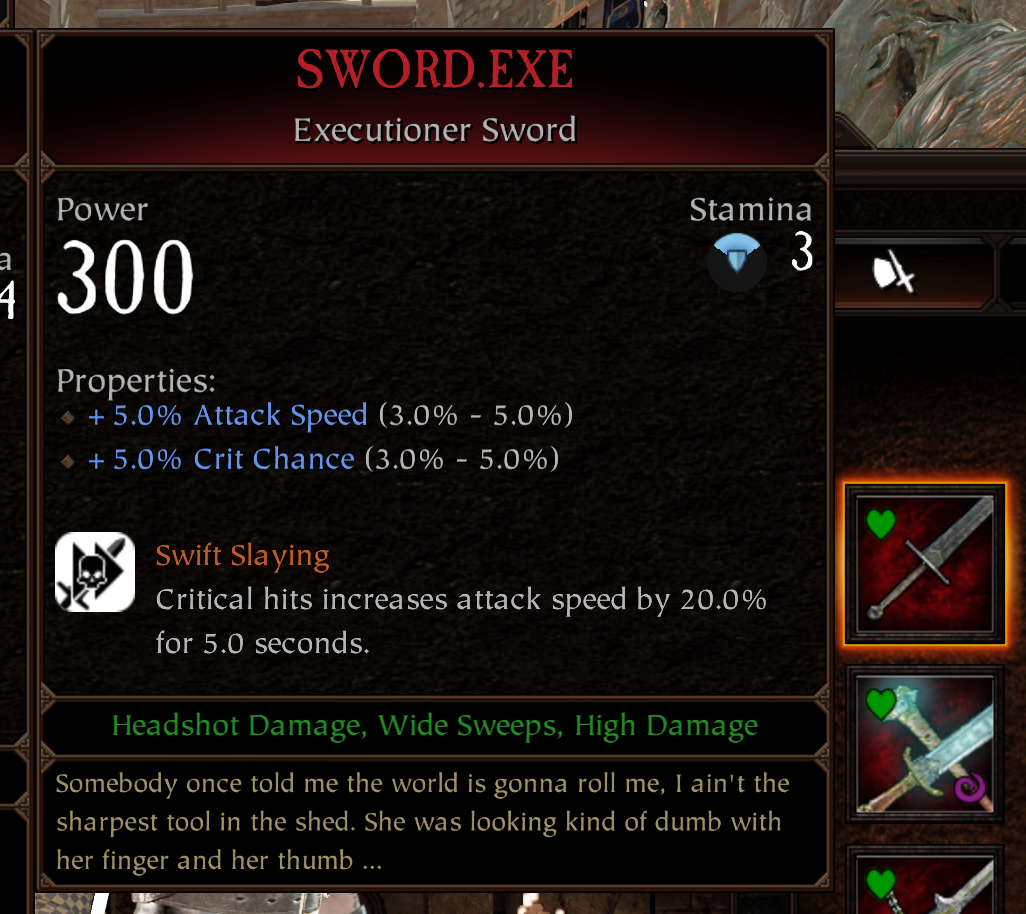 SWORD.EXE
Executioner Sword
Power
Stamina
300
3
a
4
Properties:
+ 5.0% Attack Speed (3.0% - 5.0%)
+ 5.0% Crit Chance (3.0% - 5.0%)
Swift Slaying
Critical hits increases attack speed by 20.0%
for 5.0 seconds.
Headshot Damage, Wide Sweeps, High Damage
Somebody once told me the world is gonna roll me, I ain't the
sharpest tool in the shed. She was looking kind of dumb with
her finger and her thumb ...